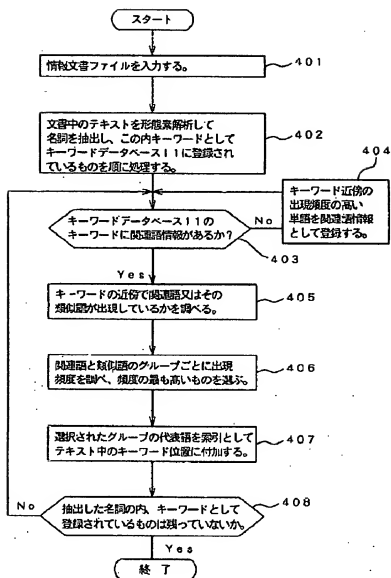 スタート
情報文書ファイルを入力する。
401
文書中のテキストを形態素解析して
名詞を抽出し、この内キーワードとして
キーワードデータベース11に登録され
ているものを順に処理する。
402
404
キーワード近傍の
出現頻度の高い
単語を関連語情報
として登録する。
キーワードデータベース11の
キーワードに関連語情報があるか?
No
403
Yes
キーワードの近傍で関連語又はその
類似語が出現しているかを調べる。
405
関連語と類似語のグループごとに出現
頻度を調べ、頻度の最も高いものを選ぶ。
406
選択されたグループの代表語を索引として
テキスト中のキーワード位置に付加する。
407
No
抽出した名詞の内、キーワードとして
登録されているものは残っていないか。
408
Yes
終了